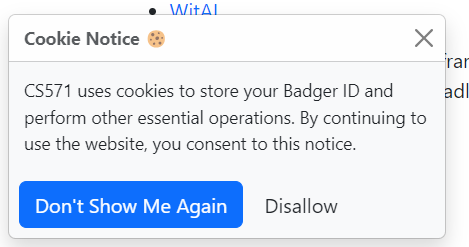 WitAI
Cookie Notice 🍪
CS571 uses cookies to store your Badger ID and
perform other essential operations. By continuing to
use the website, you consent to this notice.
Don't Show Me Again
Disallow